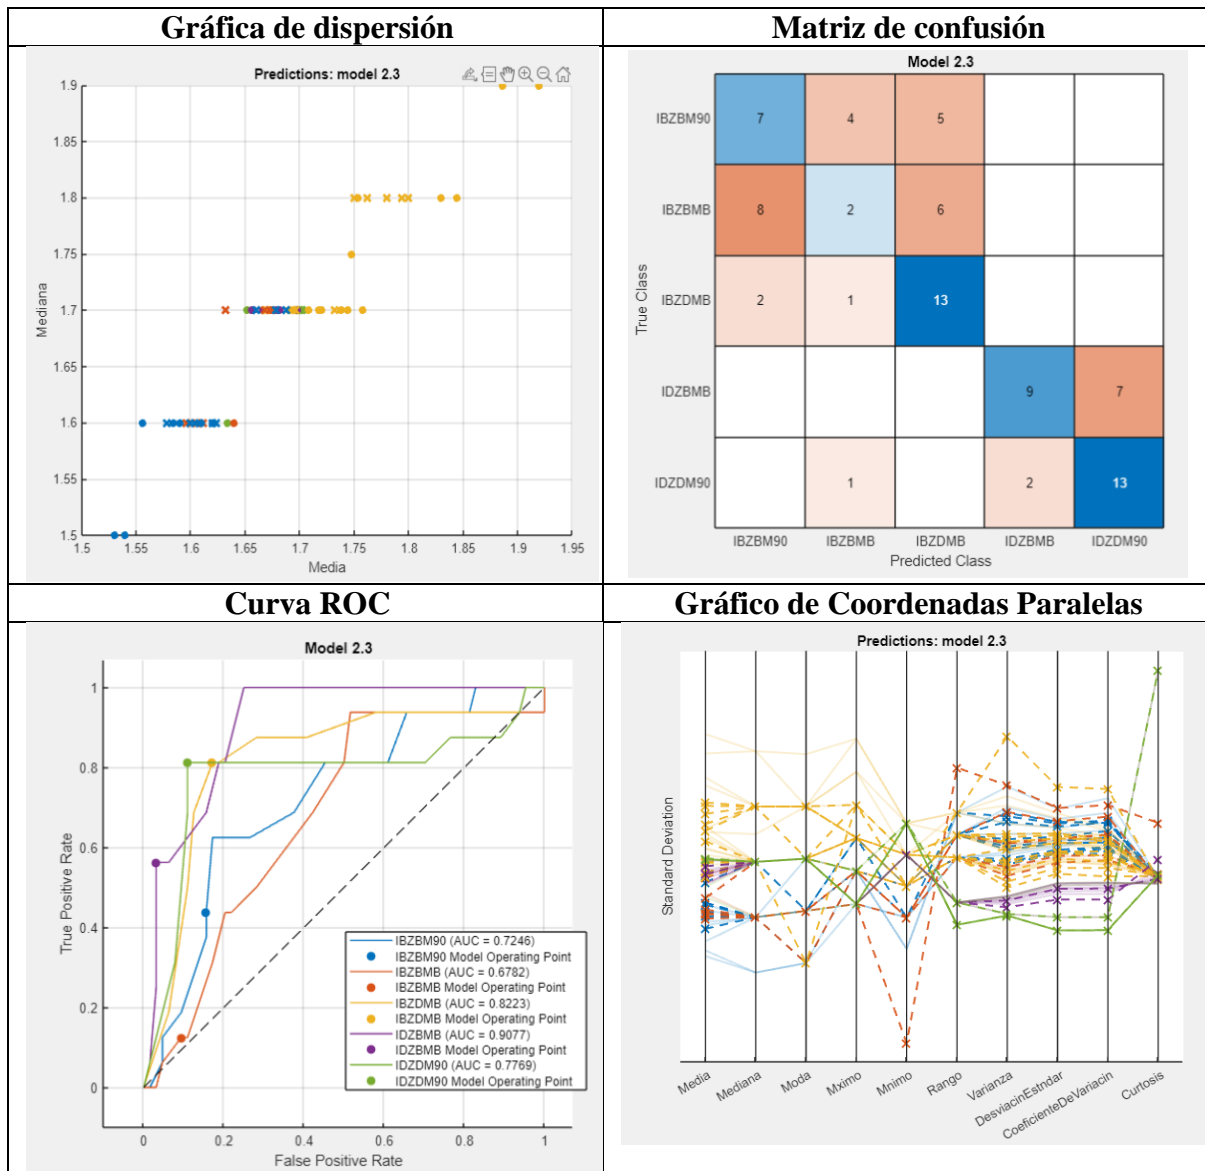 Gráfica de dispersión
Matriz de confusión
Predictions: model 2.3
1.9
1.85
1.8
1.75
1.7
1.65
1.6
1.55
1.5
Mediana
1.5 1.55 1.6 1.65 1.7 1.75 1.8 1.85 1.9 1.95
Media
Model 2.3
True Class
IBZBM90 7 4 5
IBZBMB 8 2 6
IBZDMB 2 1 13
IDZBMB 9 7
IDZDM90 1 2 13
IBZBM90 IBZBMB IBZDMB IDZBMB IDZDM90
Predicted Class
Curva ROC
Gráfico de Coordenadas Paralelas
Model 2.3
1
0.8
0.6
0.4
0.2
0
True Positive Rate
IBZBM90 (AUC = 0.7246)
IBZBM90 Model Operating Point
IBZBMB (AUC = 0.6782)
IBZBMB Model Operating Point
IBZDMB (AUC = 0.8223)
IBZDMB Model Operating Point
IDZBMB (AUC = 0.9077)
IDZBMB Model Operating Point
IDZDM90 (AUC = 0.7769)
IDZDM90 Model Operating Point
0 0.2 0.4 0.6 0.8 1
False Positive Rate
Predictions: model 2.3
Standard Deviation
Media
Mediana
Moda
Mximo
Mnimo
Rango
Varianza
DesviacinEstndar
CoeficienteDeVariacin
Curtosis